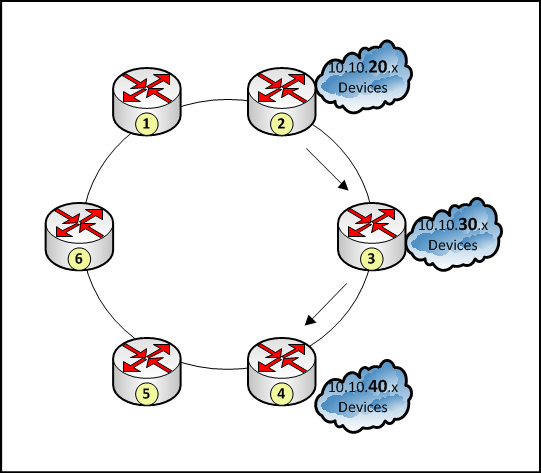 10.10.20.x
Devices
1
2
10.10.30.x
Devices
6
3
10.10.40.x
Devices
5
4